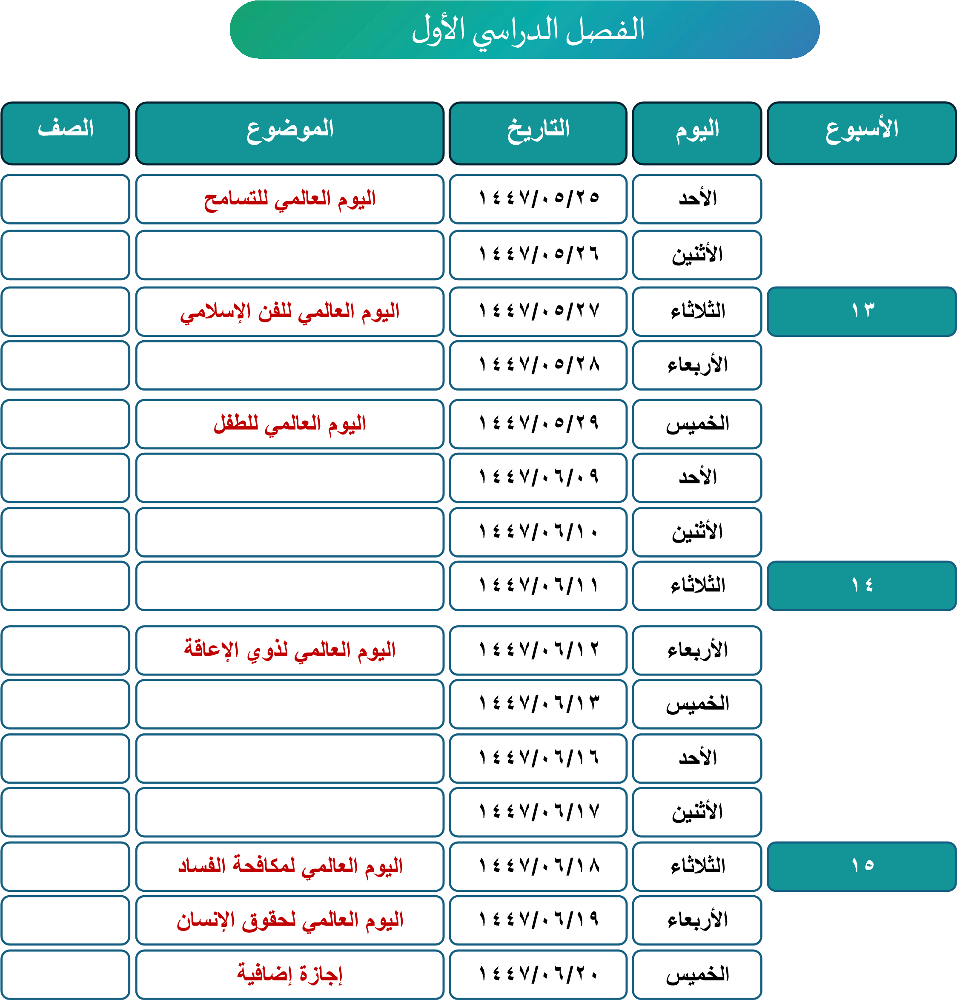 الفصل الدراسي الأول
الأسبوع اليوم التاريخ الموضوع الصف
الأحد ١٤٤٧/٠٥/٢٥ اليوم العالمي للتسامح
الأثنين ١٤٤٧/٠٥/٢٦
١٣ الثلاثاء ١٤٤٧/٠٥/٢٧ اليوم العالمي للفن الإسلامي
الأربعاء ١٤٤٧/٠٥/٢٨
الخميس ١٤٤٧/٠٥/٢٩ اليوم العالمي للطفل
الأحد ١٤٤٧/٠٦/٠٩
الأثنين ١٤٤٧/٠٦/١٠
١٤ الثلاثاء ١٤٤٧/٠٦/١١
الأربعاء ١٤٤٧/٠٦/١٢ اليوم العالمي لذوي الإعاقة
الخميس ١٤٤٧/٠٦/١٣
الأحد ١٤٤٧/٠٦/١٦
الأثنين ١٤٤٧/٠٦/١٧
١٥ الثلاثاء ١٤٤٧/٠٦/١٨ اليوم العالمي لمكافحة الفساد
الأربعاء ١٤٤٧/٠٦/١٩ اليوم العالمي لحقوق الإنسان
الخميس ١٤٤٧/٠٦/٢٠ إجازة إضافية